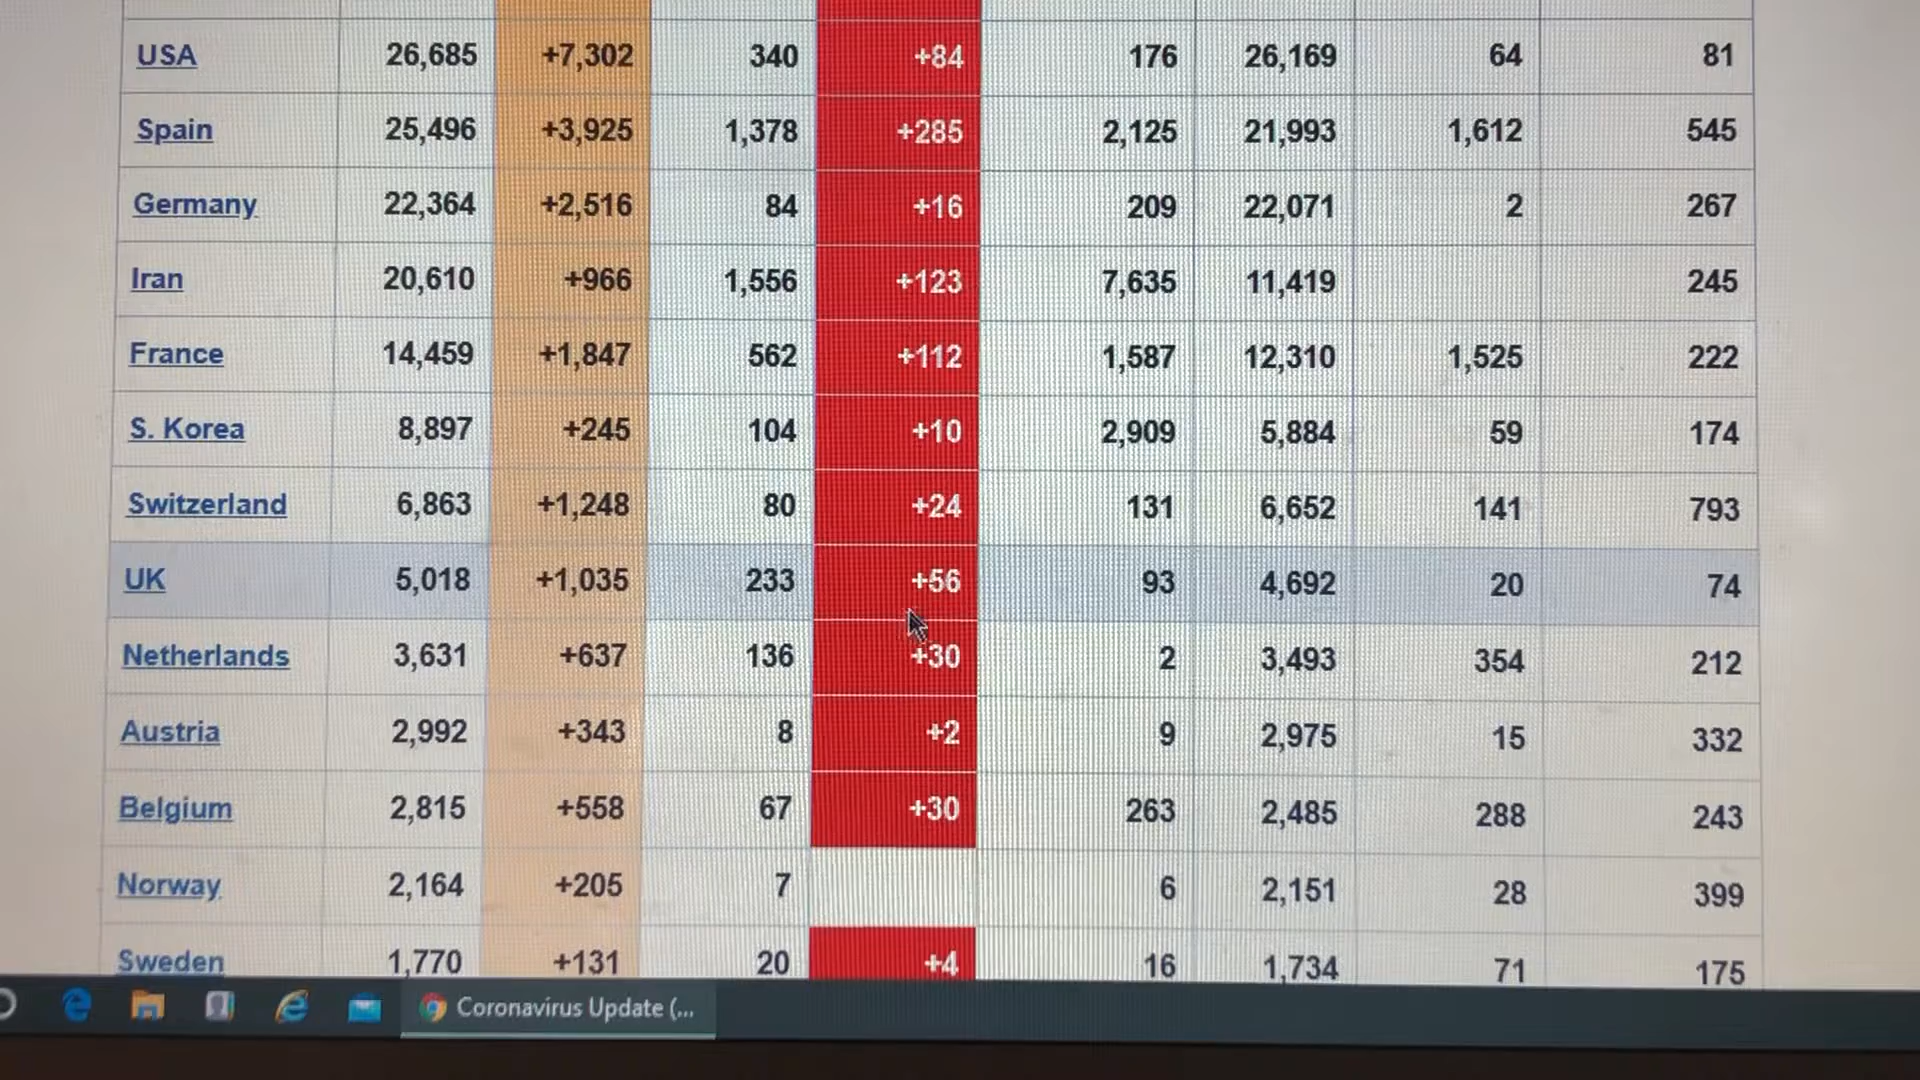 USA 26,685 +7,302 340 +84 176 26,169 64 81
Spain 25,496 +3,925 1,378 +285 2,125 21,993 1,612 545
Germany 22,364 +2,516 84 +16 209 22,071 2 267
Iran 20,610 +966 1,556 +123 7,635 11,419 245
France 14,459 +1,847 562 +112 1,587 12,310 1,525 222
S. Korea 8,897 +245 104 +10 2,909 5,884 59 174
Switzerland 6,863 +1,248 80 +24 131 6,652 141 793
UK 5,018 +1,035 233 +56 93 4,692 20 74
Netherlands 3,631 +637 136 +30 2 3,493 354 212
Austria 2,992 +343 8 +2 9 2,975 15 332
Belgium 2,815 +558 67 +30 263 2,485 288 243
Norway 2,164 +205 7 6 2,151 28 399
Sweden 1,770 +131 20 +4 16 1,734 71 175
Coronavirus Update (...